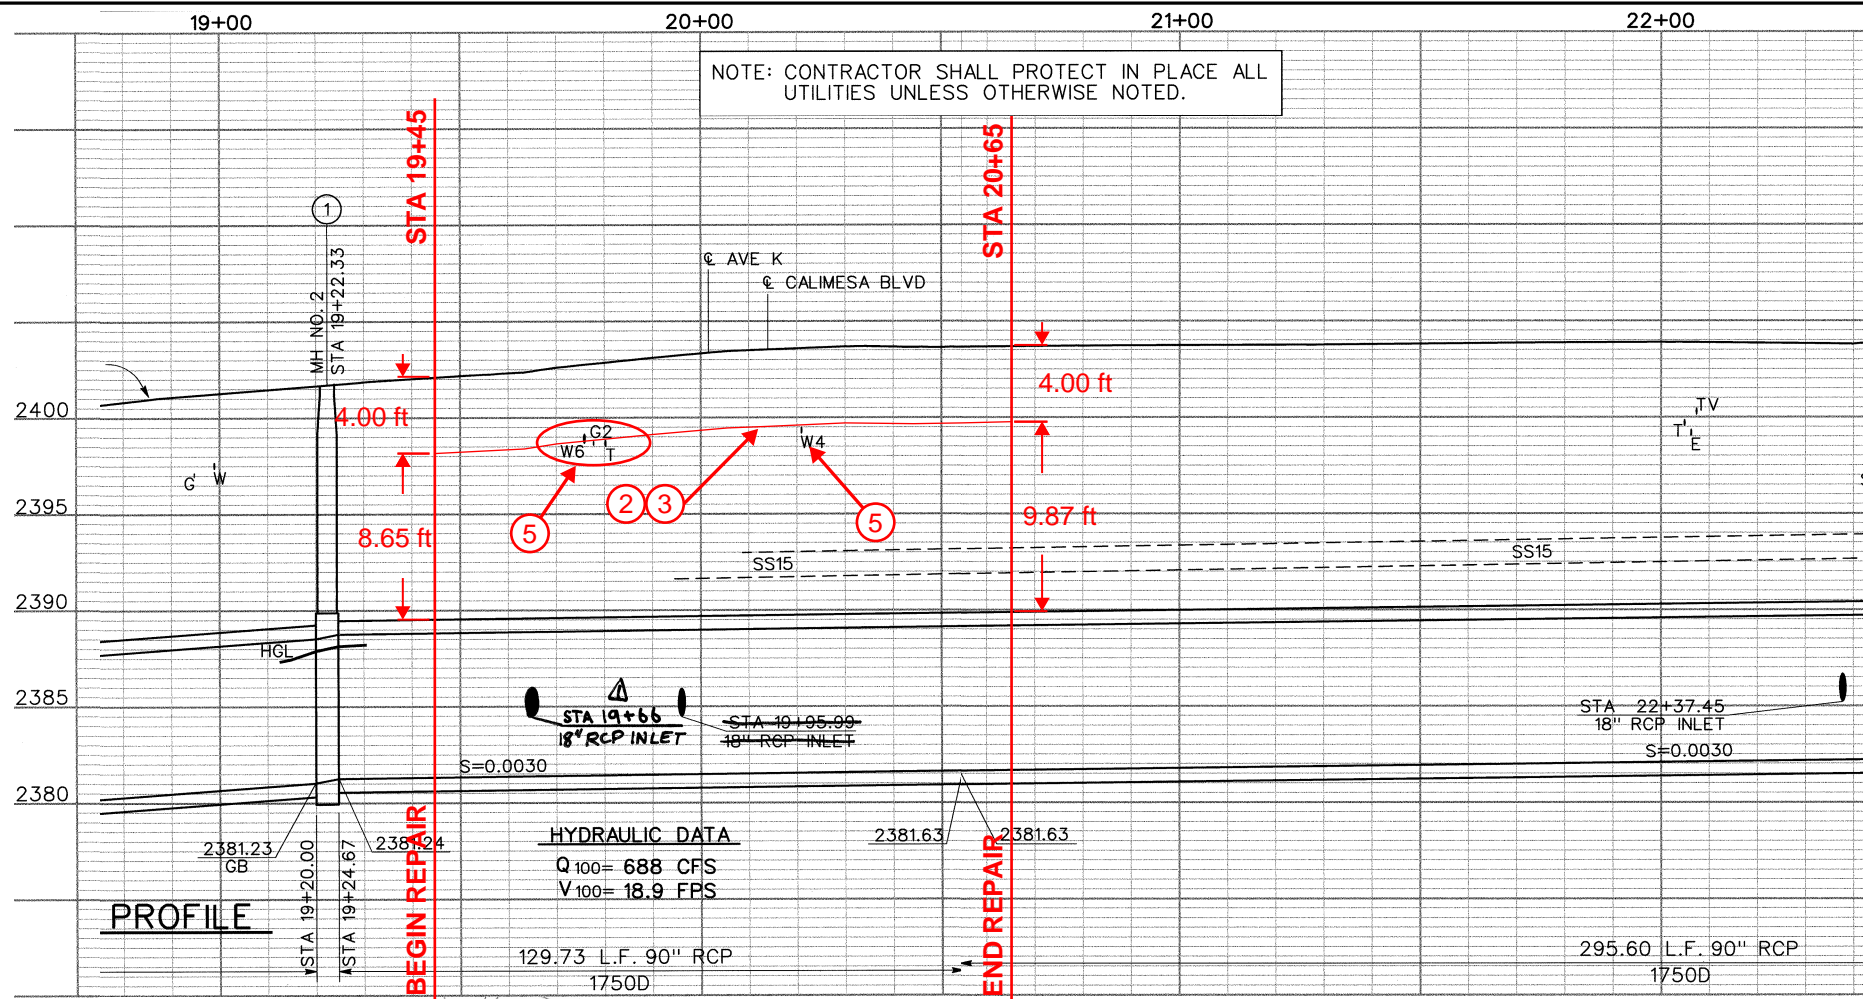 19+00
20+00
21+00
22+00
NOTE: CONTRACTOR SHALL PROTECT IN PLACE ALL
UTILITIES UNLESS OTHERWISE NOTED.
STA 19+45
STA 20+65
1
MH NO. 2
STA 19+22.33
℄ AVE K
℄ CALIMESA BLVD
2400
2395
2390
2385
2380
4.00 ft
8.65 ft
4.00 ft
9.87 ft
G
W
W6
G2
T
W4
5
2
3
5
TV
T
E
SS15
SS15
HGL
1
STA 19+66
18" RCP INLET
STA 19+95.99
18" RCP INLET
STA 22+37.45
18" RCP INLET
S=0.0030
S=0.0030
2381.23
GB
2381.24
2381.63
2381.63
HYDRAULIC DATA
Q100= 688 CFS
V100= 18.9 FPS
STA 19+20.00
STA 19+24.67
BEGIN REPAIR
END REPAIR
PROFILE
129.73 L.F. 90" RCP
1750D
295.60 L.F. 90" RCP
1750D